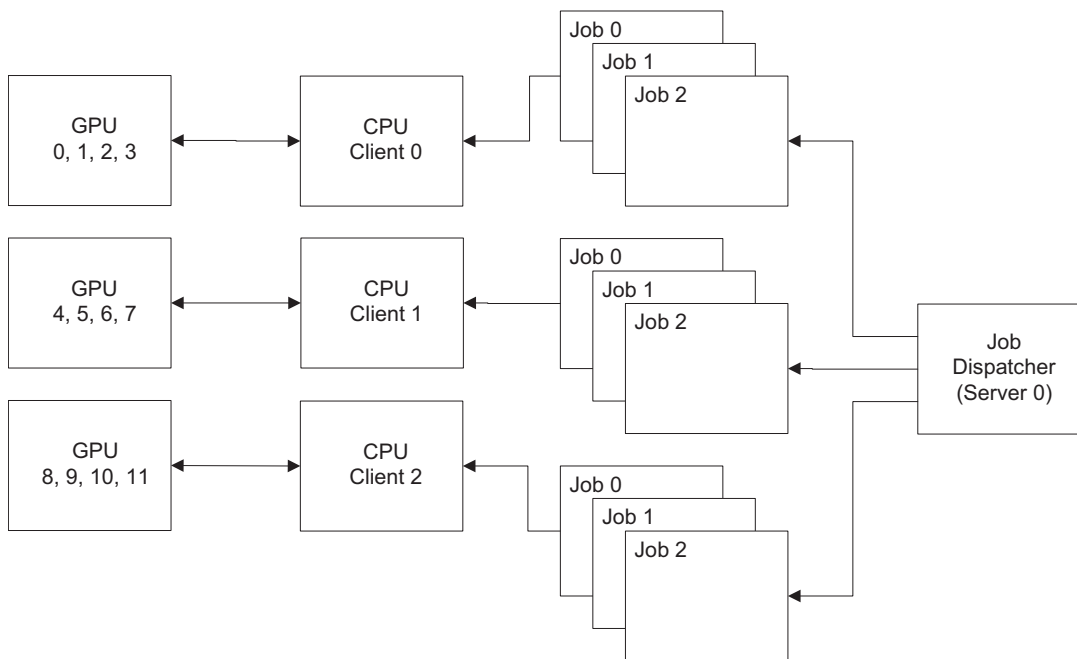 Job 0
Job 1
Job 2
GPU
0, 1, 2, 3
CPU
Client 0
Job 0
Job 1
Job 2
GPU
4, 5, 6, 7
CPU
Client 1
Job
Dispatcher
(Server 0)
GPU
8, 9, 10, 11
CPU
Client 2
Job 0
Job 1
Job 2